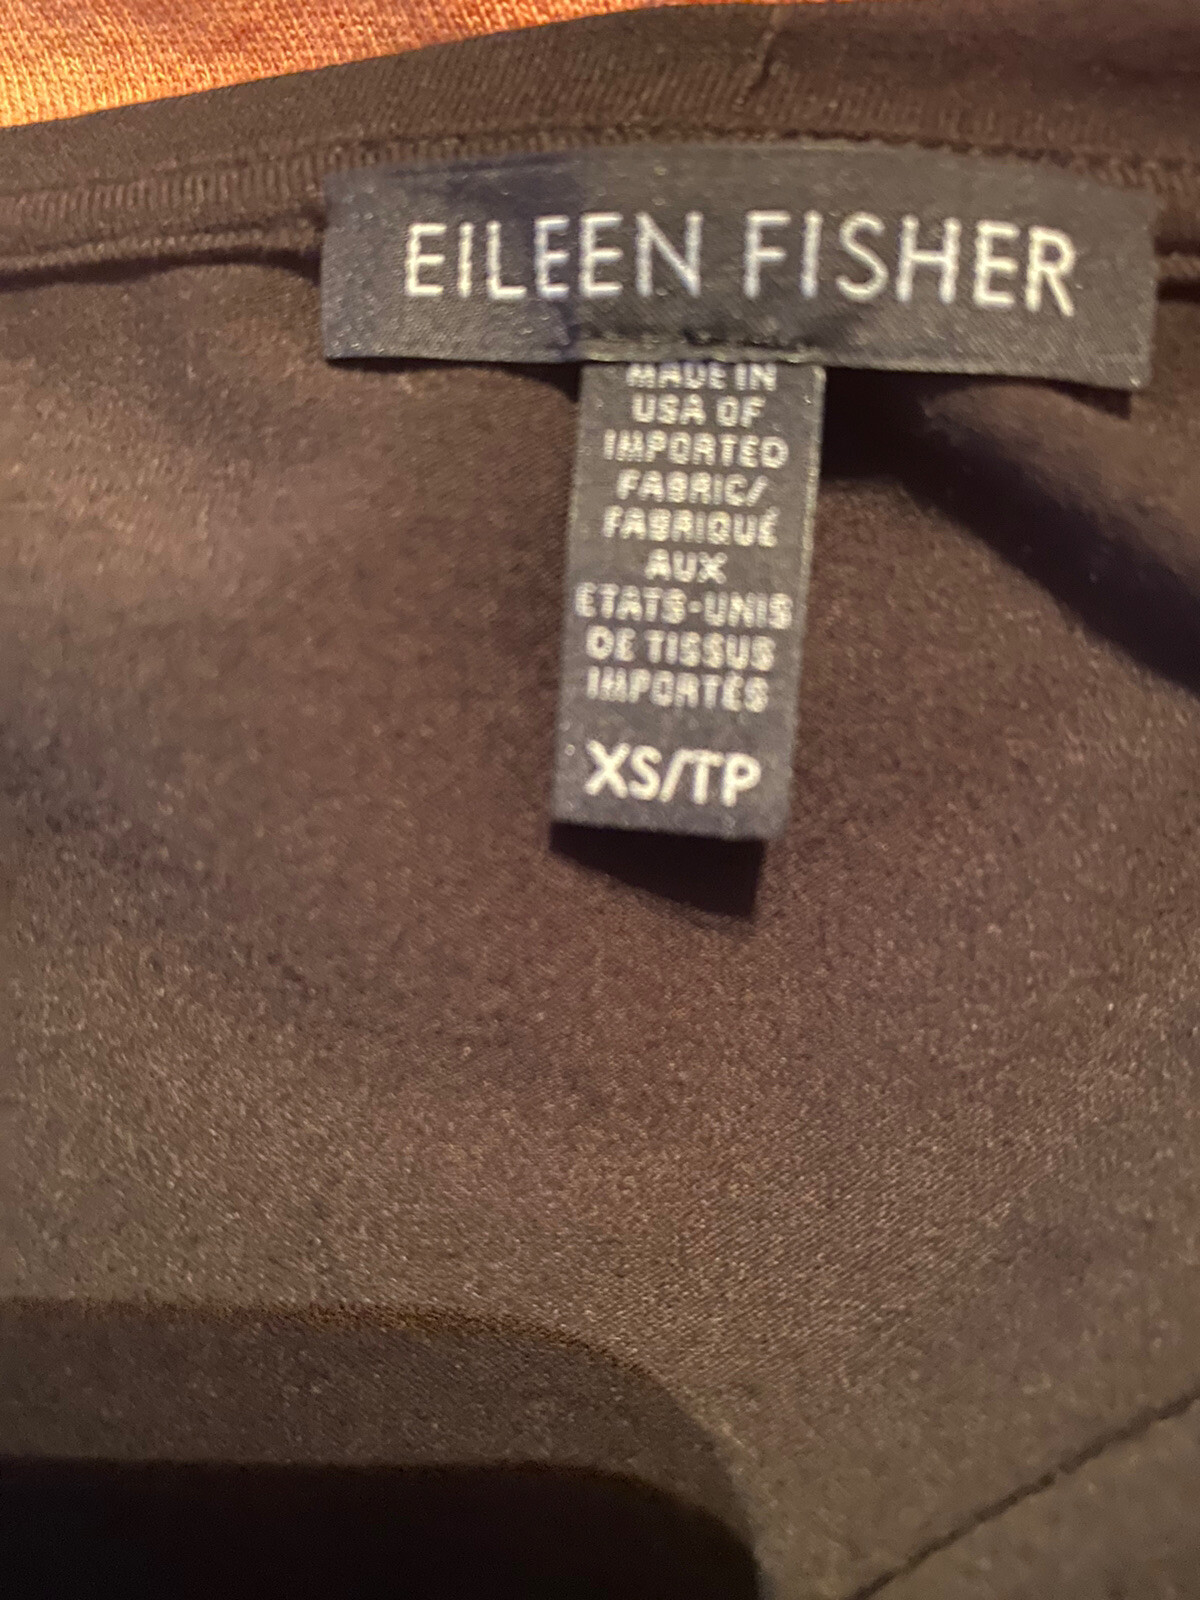 EILEEN FISHER
MADE IN
USA OF
IMPORTED
FABRIC/
FABRIQUÉ
AUX
ETATS-UNIS
DE TISSUS
IMPORTÉS
XS/TP